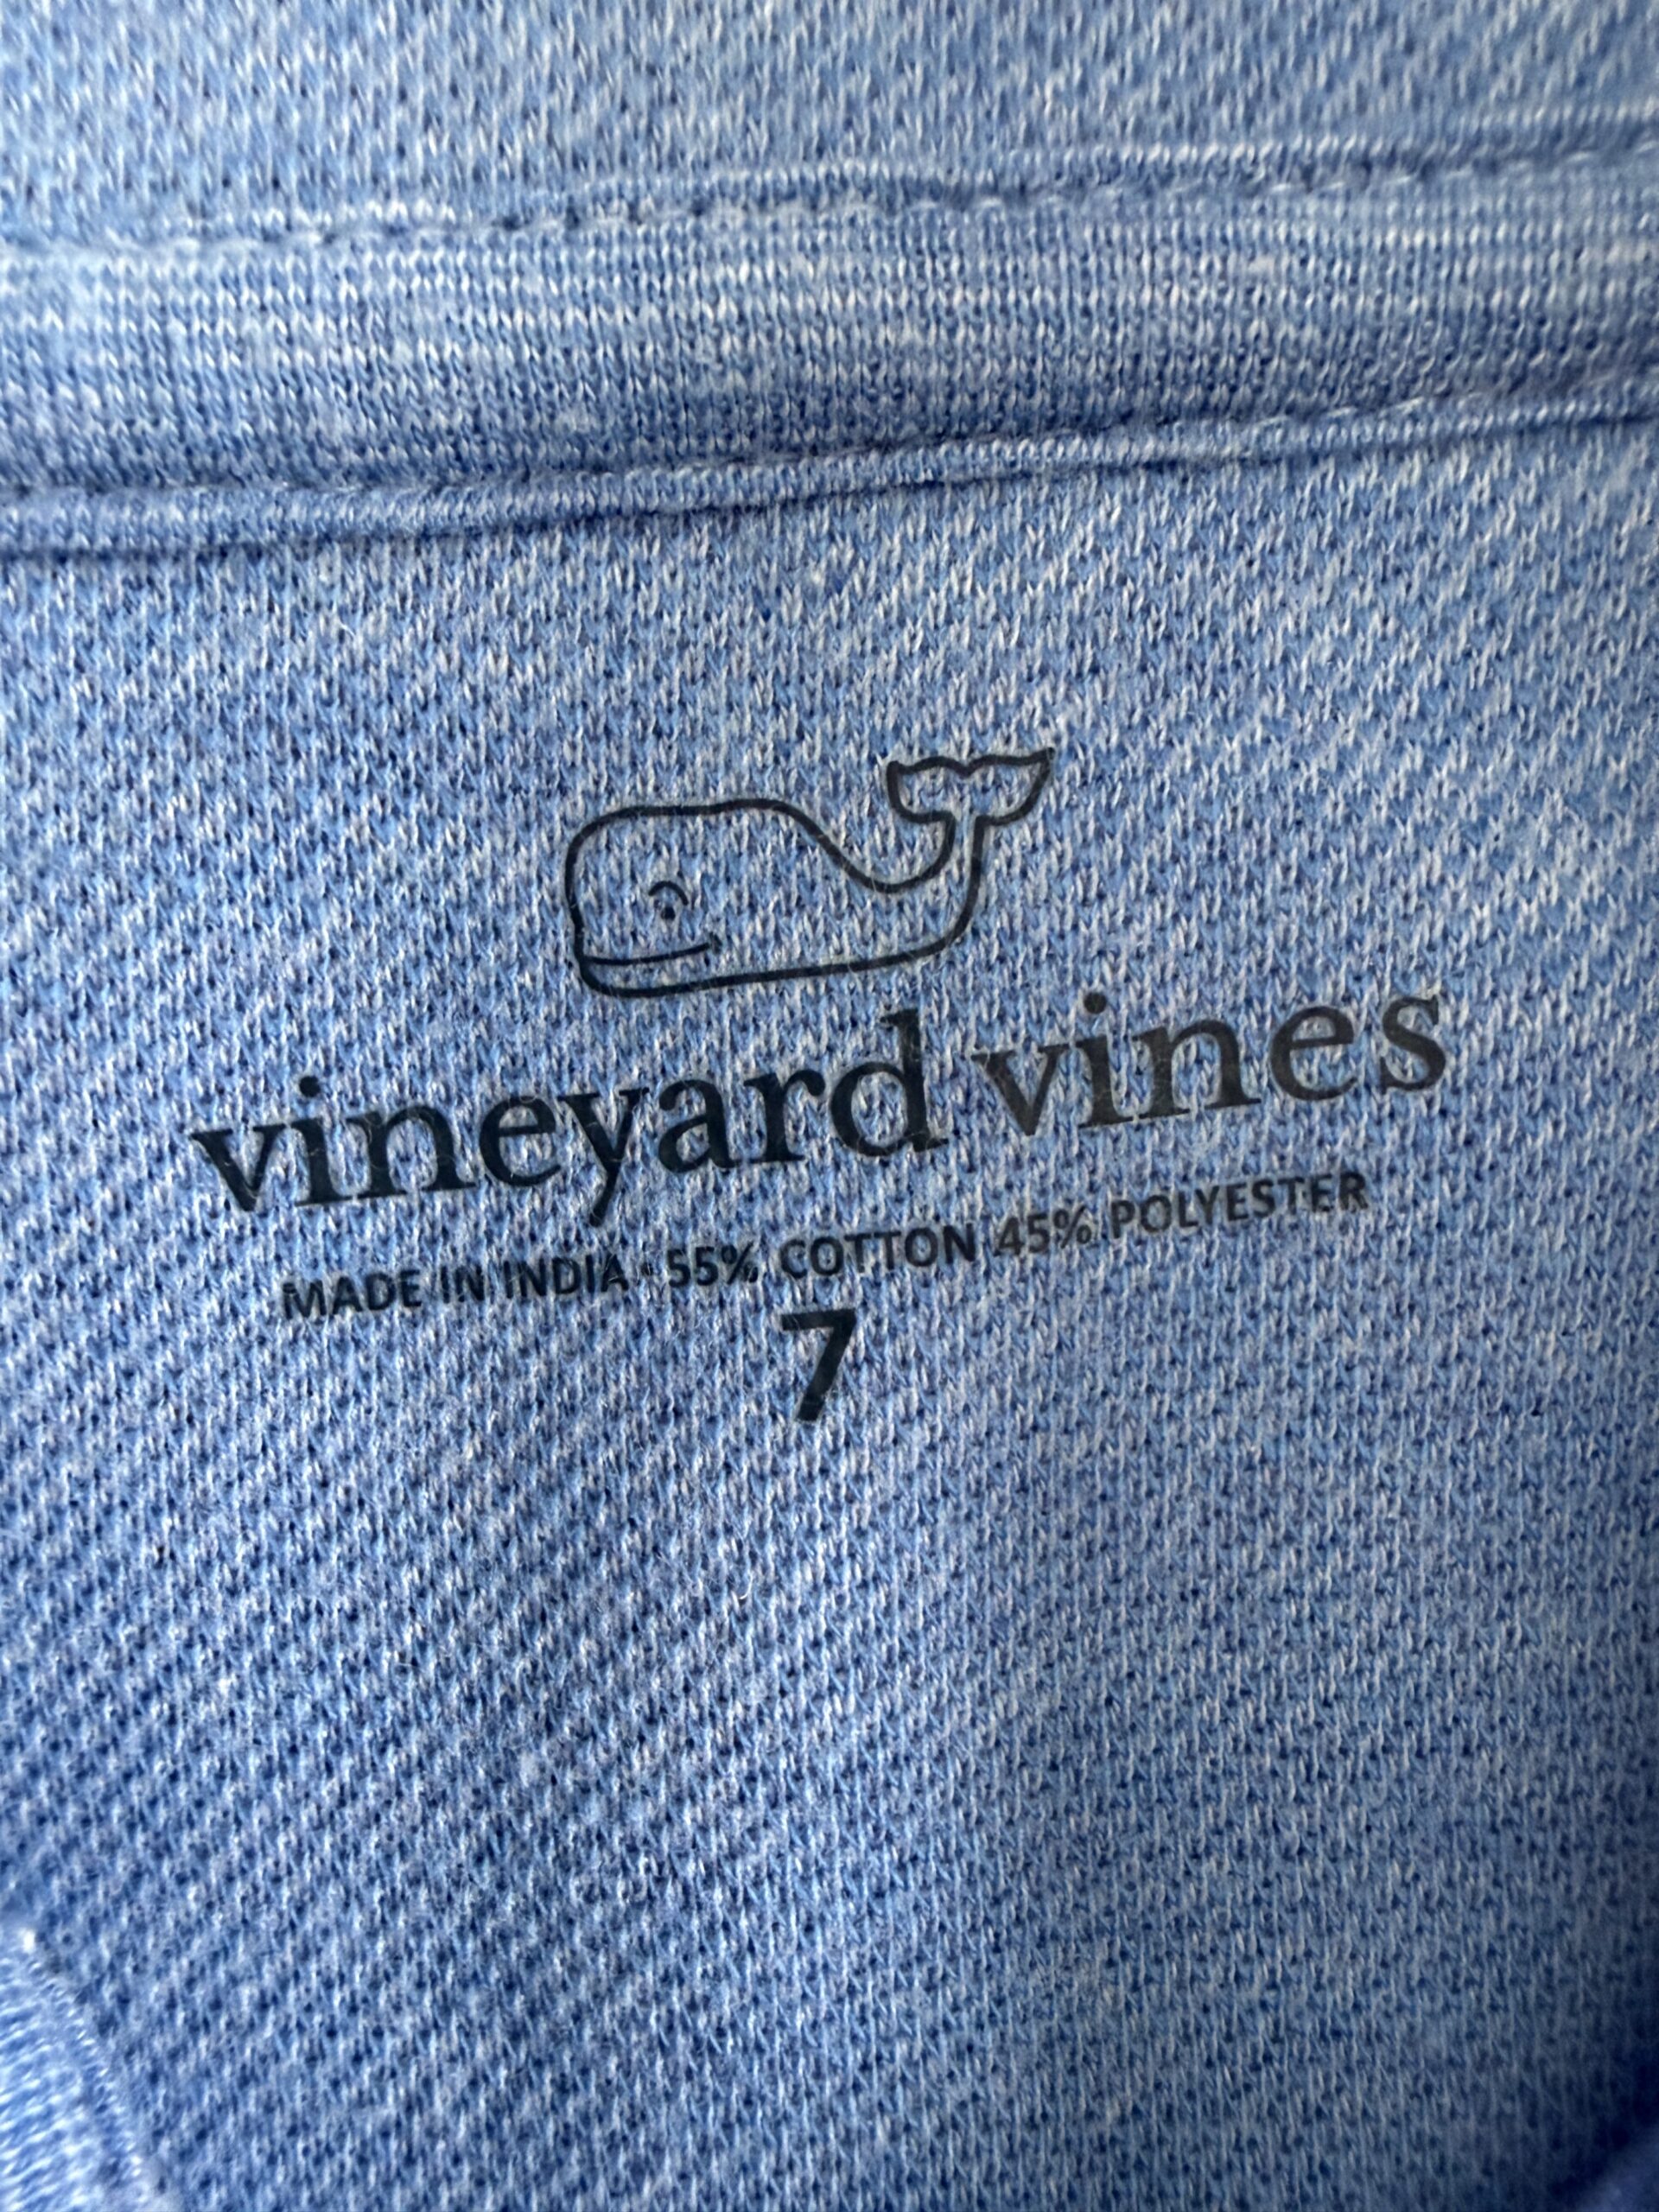 vineyard vines
MADE IN INDIA · 55% COTTON 45% POLYESTER
7